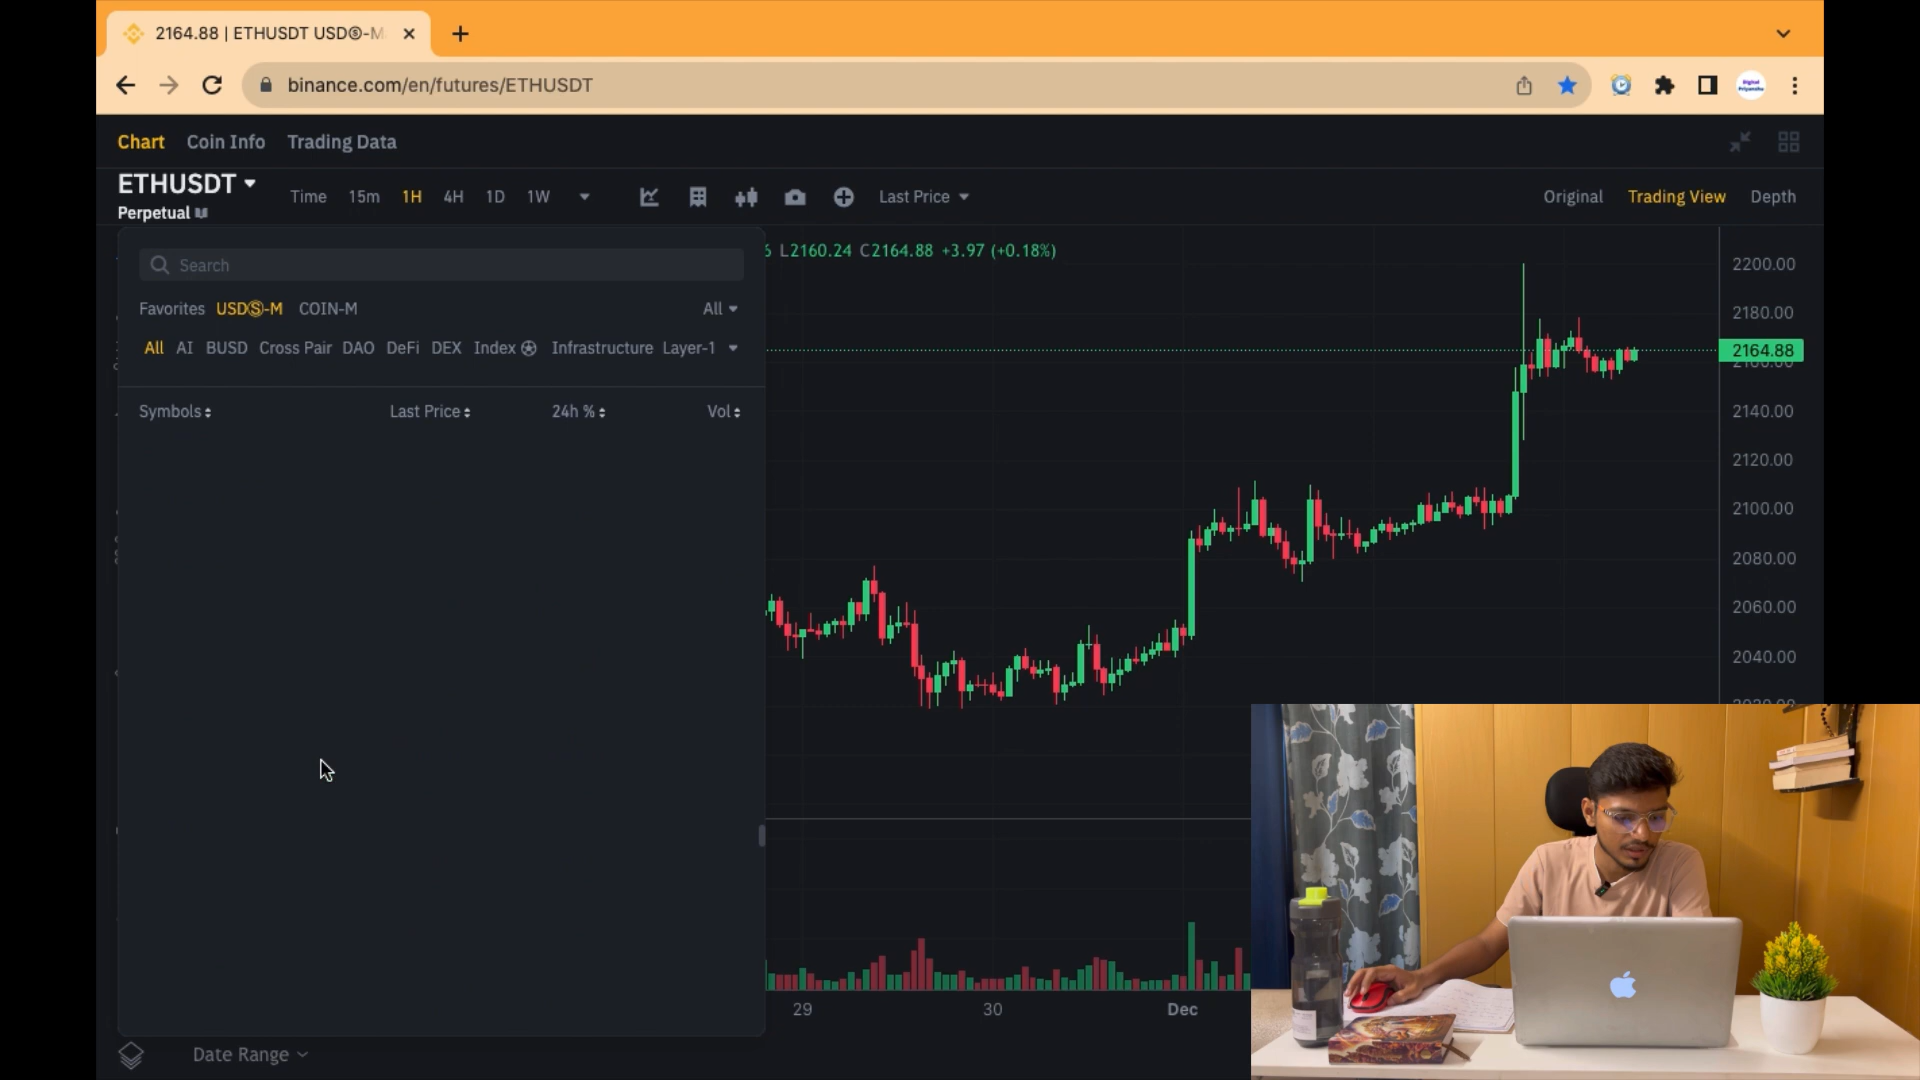 2164.88 | ETHUSDT USDⓈ-M
binance.com/en/futures/ETHUSDT
Digital Priyanshu
Chart Coin Info Trading Data
ETHUSDT
Perpetual
Time 15m 1H 4H 1D 1W
Last Price
Original Trading View Depth
Search
L2160.24 C2164.88 +3.97 (+0.18%)
Favorites USDⓈ-M COIN-M All
All AI BUSD Cross Pair DAO DeFi DEX Index Infrastructure Layer-1
Symbols Last Price 24h % Vol
2200.00
2180.00
2164.88
2140.00
2120.00
2100.00
2080.00
2060.00
2040.00
29 30 Dec
Date Range